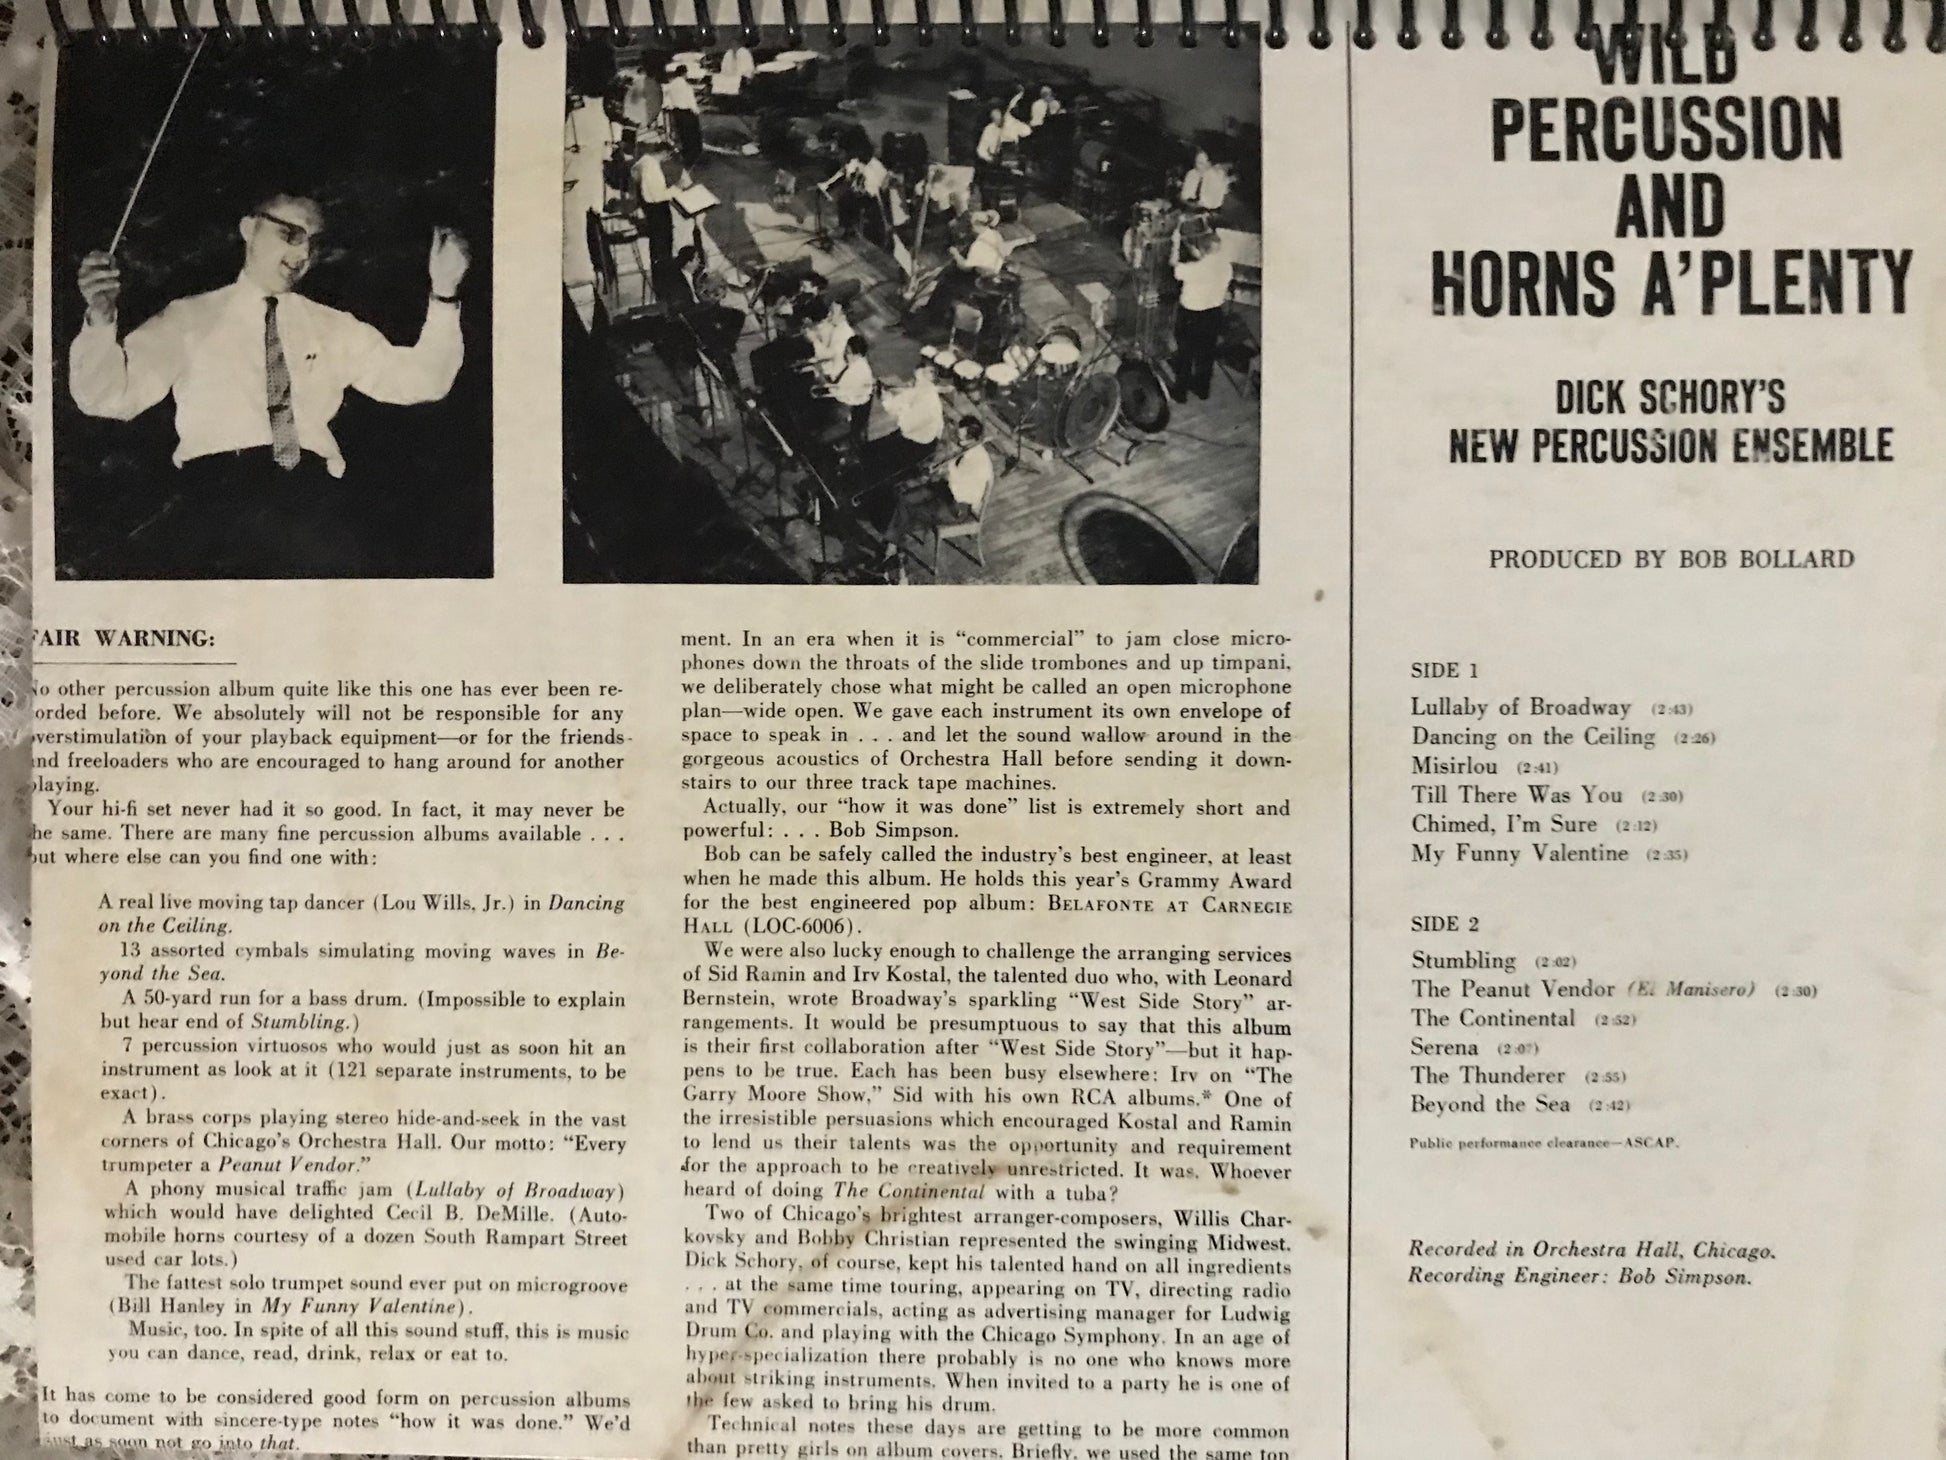 FAIR WARNING:
No other percussion album quite like this one has ever been re-
orded before. We absolutely will not be responsible for any
verstimulation of your playback equipment—or for the friends
nd freeloaders who are encouraged to hang around for another
playing.
Your hi-fi set never had it so good. In fact, it may never be
he same. There are many fine percussion albums available . . .
but where else can you find one with:
A real live moving tap dancer (Lou Wills, Jr.) in Dancing
on the Ceiling.
13 assorted cymbals simulating moving waves in Be-
yond the Sea.
A 50-yard run for a bass drum. (Impossible to explain
but hear end of Stumbling.)
7 percussion virtuosos who would just as soon hit an
instrument as look at it (121 separate instruments, to be
exact).
A brass corps playing stereo hide-and-seek in the vast
corners of Chicago's Orchestra Hall. Our motto: “Every
trumpeter a Peanut Vendor.”
A phony musical traffic jam (Lullaby of Broadway)
which would have delighted Cecil B. DeMille. (Auto-
mobile horns courtesy of a dozen South Rampart Street
used car lots.)
The fattest solo trumpet sound ever put on microgroove
(Bill Hanley in My Funny Valentine).
Music, too. In spite of all this sound stuff, this is music
you can dance, read, drink, relax or eat to.
It has come to be considered good form on percussion albums
to document with sincere-type notes “how it was done.” We'd
just as soon not go into that.
ment. In an era when it is “commercial” to jam close micro-
phones down the throats of the slide trombones and up timpani,
we deliberately chose what might be called an open microphone
plan—wide open. We gave each instrument its own envelope of
space to speak in . . . and let the sound wallow around in the
gorgeous acoustics of Orchestra Hall before sending it down-
stairs to our three track tape machines.
Actually, our “how it was done” list is extremely short and
powerful: . . . Bob Simpson.
Bob can be safely called the industry's best engineer, at least
when he made this album. He holds this year's Grammy Award
for the best engineered pop album: BELAFONTE AT CARNEGIE
HALL (LOC-6006).
We were also lucky enough to challenge the arranging services
of Sid Ramin and Irv Kostal, the talented duo who, with Leonard
Bernstein, wrote Broadway's sparkling “West Side Story” ar-
rangements. It would be presumptuous to say that this album
is their first collaboration after “West Side Story”—but it hap-
pens to be true. Each has been busy elsewhere: Irv on “The
Garry Moore Show,” Sid with his own RCA albums.* One of
the irresistible persuasions which encouraged Kostal and Ramin
to lend us their talents was the opportunity and requirement
for the approach to be creatively unrestricted. It was. Whoever
heard of doing The Continental with a tuba?
Two of Chicago's brightest arranger-composers, Willis Char-
kovsky and Bobby Christian represented the swinging Midwest.
Dick Schory, of course, kept his talented hand on all ingredients
. . . at the same time touring, appearing on TV, directing radio
and TV commercials, acting as advertising manager for Ludwig
Drum Co. and playing with the Chicago Symphony. In an age of
hyper-specialization there probably is no one who knows more
about striking instruments. When invited to a party he is one of
the few asked to bring his drum.
Technical notes these days are getting to be more common
than pretty girls on album covers. Briefly, we used the same top
WILD
PERCUSSION
AND
HORNS A'PLENTY
DICK SCHORY'S
NEW PERCUSSION ENSEMBLE
PRODUCED BY BOB BOLLARD
SIDE 1
Lullaby of Broadway (2:43)
Dancing on the Ceiling (2:26)
Misirlou (2:41)
Till There Was You (2:30)
Chimed, I'm Sure (2:12)
My Funny Valentine (2:35)
SIDE 2
Stumbling (2:02)
The Peanut Vendor (E. Manisero) (2:30)
The Continental (2:52)
Serena (2:07)
The Thunderer (2:55)
Beyond the Sea (2:42)
Public performance clearance—ASCAP.
Recorded in Orchestra Hall, Chicago.
Recording Engineer: Bob Simpson.